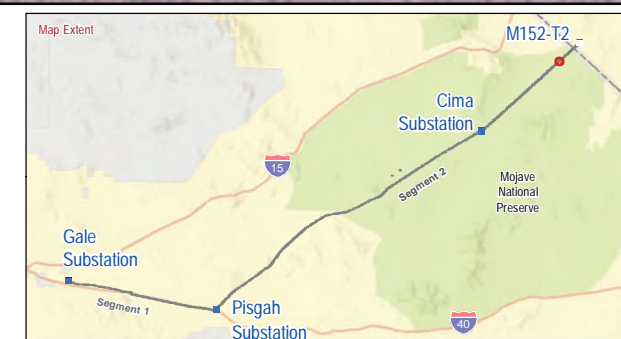 Map Extent
M152-T2
Cima
Substation
15
Segment 2
Mojave
National
Preserve
Gale
Substation
Segment 1
Pisgah
Substation
40